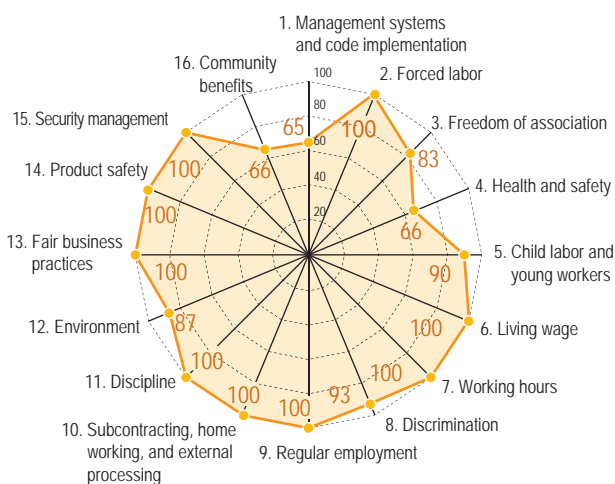 1. Management systems
and code implementation
2. Forced labor
3. Freedom of association
4. Health and safety
5. Child labor and
young workers
6. Living wage
7. Working hours
8. Discrimination
9. Regular employment
10. Subcontracting, home
working, and external
processing
11. Discipline
12. Environment
13. Fair business
practices
14. Product safety
15. Security management
16. Community
benefits
100
80
60
40
20
65
100
83
66
90
100
100
93
100
100
100
87
100
100
100
66